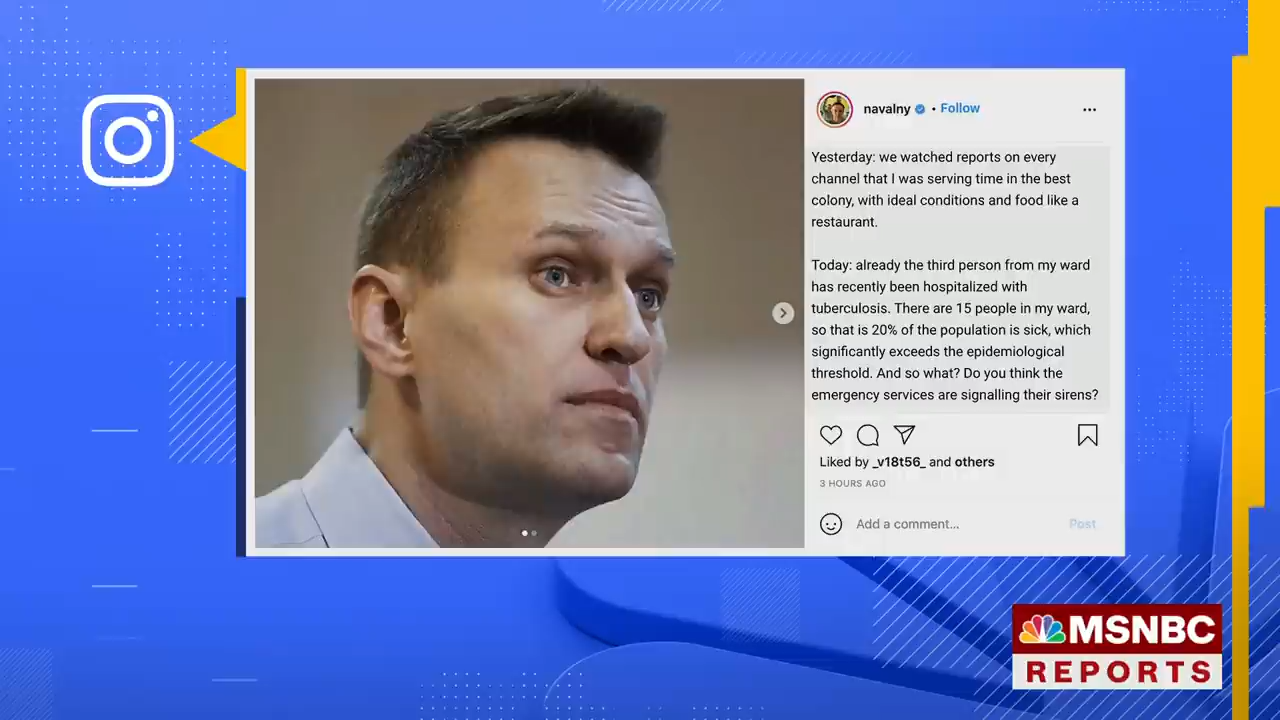 navalny • Follow
Yesterday: we watched reports on every
channel that I was serving time in the best
colony, with ideal conditions and food like a
restaurant.
Today: already the third person from my ward
has recently been hospitalized with
tuberculosis. There are 15 people in my ward,
so that is 20% of the population is sick, which
significantly exceeds the epidemiological
threshold. And so what? Do you think the
emergency services are signalling their sirens?
Liked by _v18t56_ and others
3 HOURS AGO
Add a comment... Post
MSNBC
REPORTS